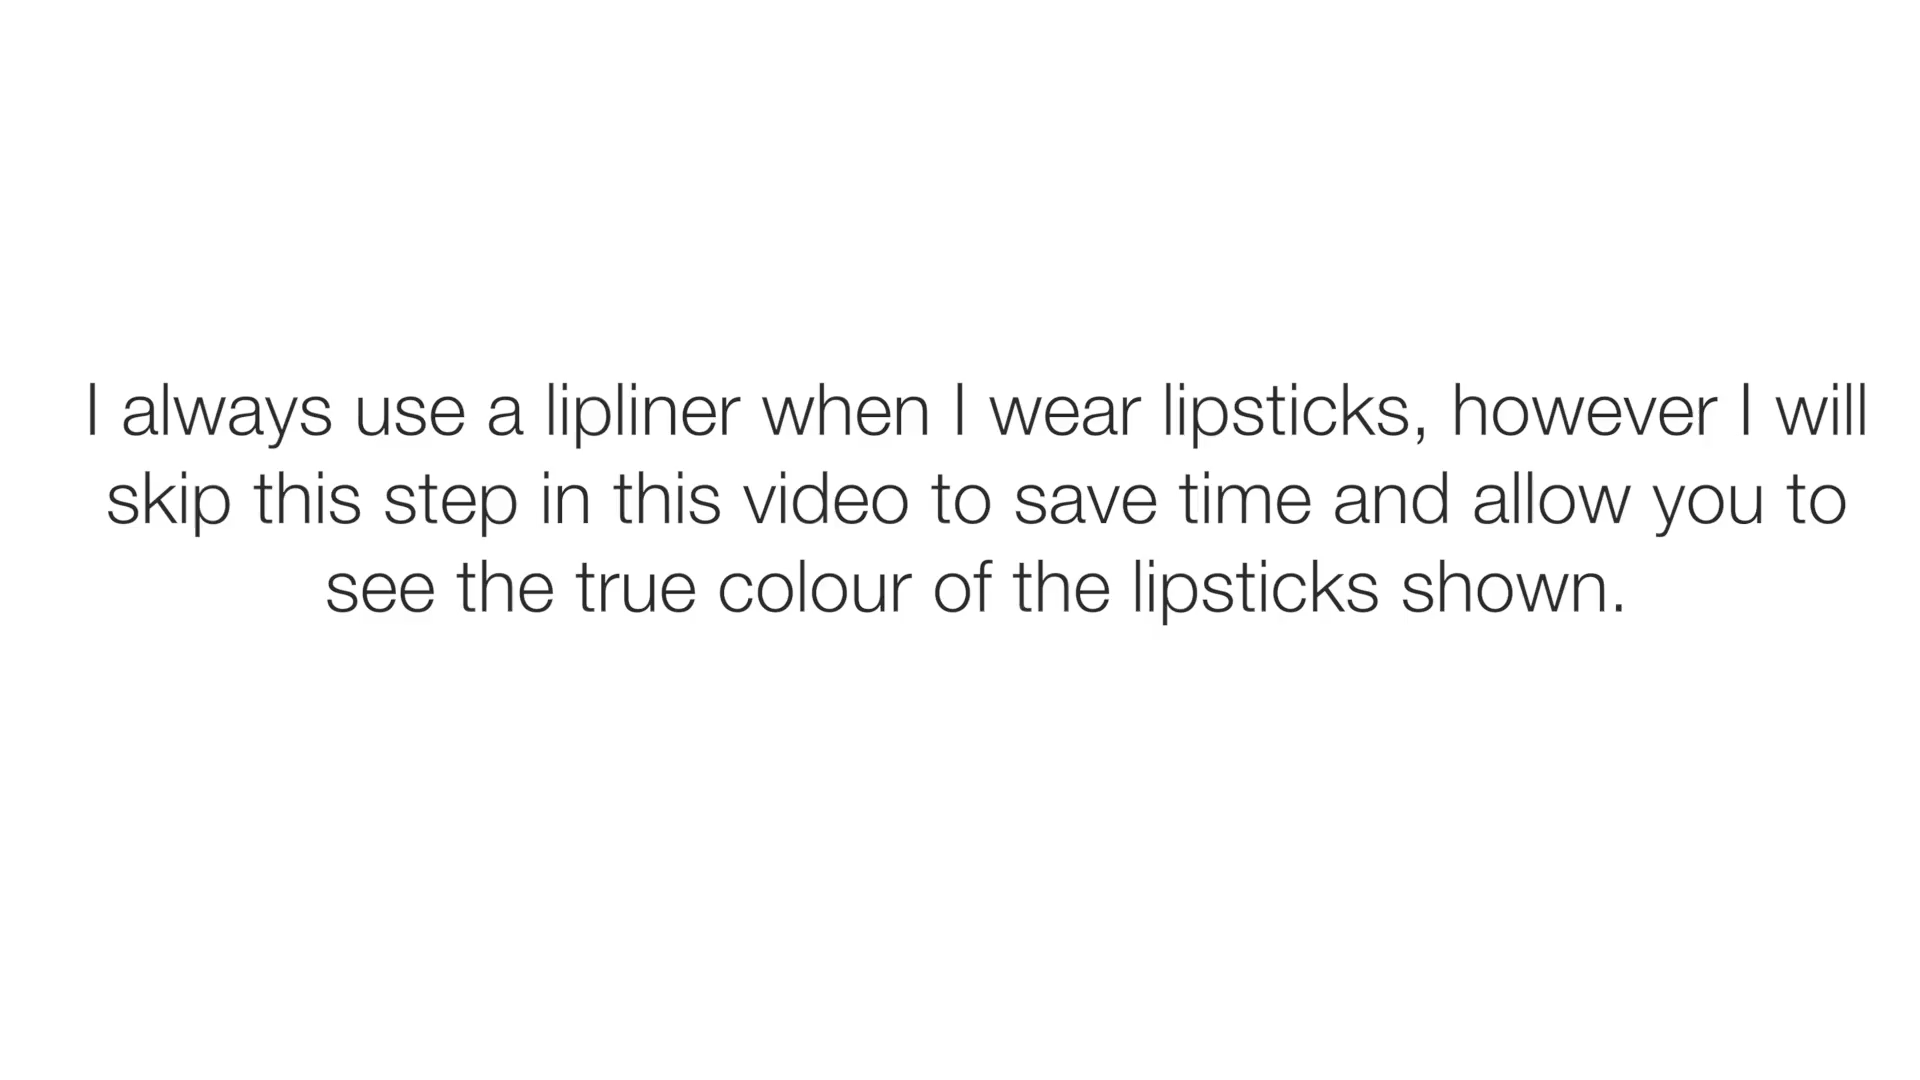 I always use a lipliner when I wear lipsticks, however I will
skip this step in this video to save time and allow you to
see the true colour of the lipsticks shown.